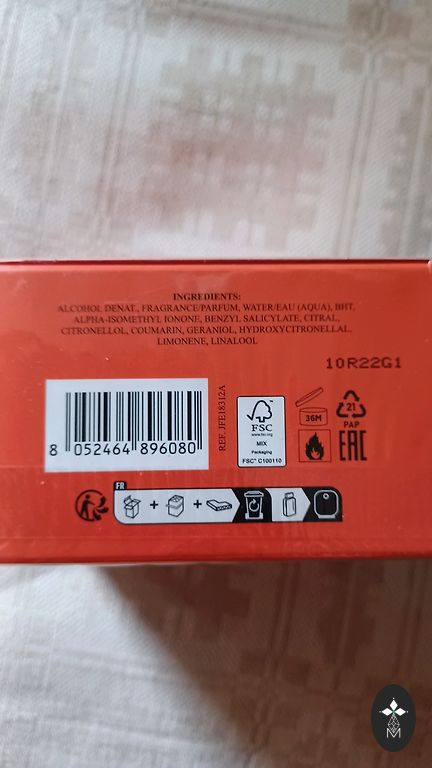 INGREDIENTS:
ALCOHOL DENAT., FRAGRANCE/PARFUM, WATER/EAU (AQUA), BHT,
ALPHA-ISOMETHYL IONONE, BENZYL SALICYLATE, CITRAL,
CITRONELLOL, COUMARIN, GERANIOL, HYDROXYCITRONELLAL,
LIMONENE, LINALOOL
10R22G1
8 052464 896080
REF. JFE18312A
FSC
www.fsc.org
MIX
Packaging
FSC™ C100110
36M
21
PAP
EAC
FR
+ + +
M